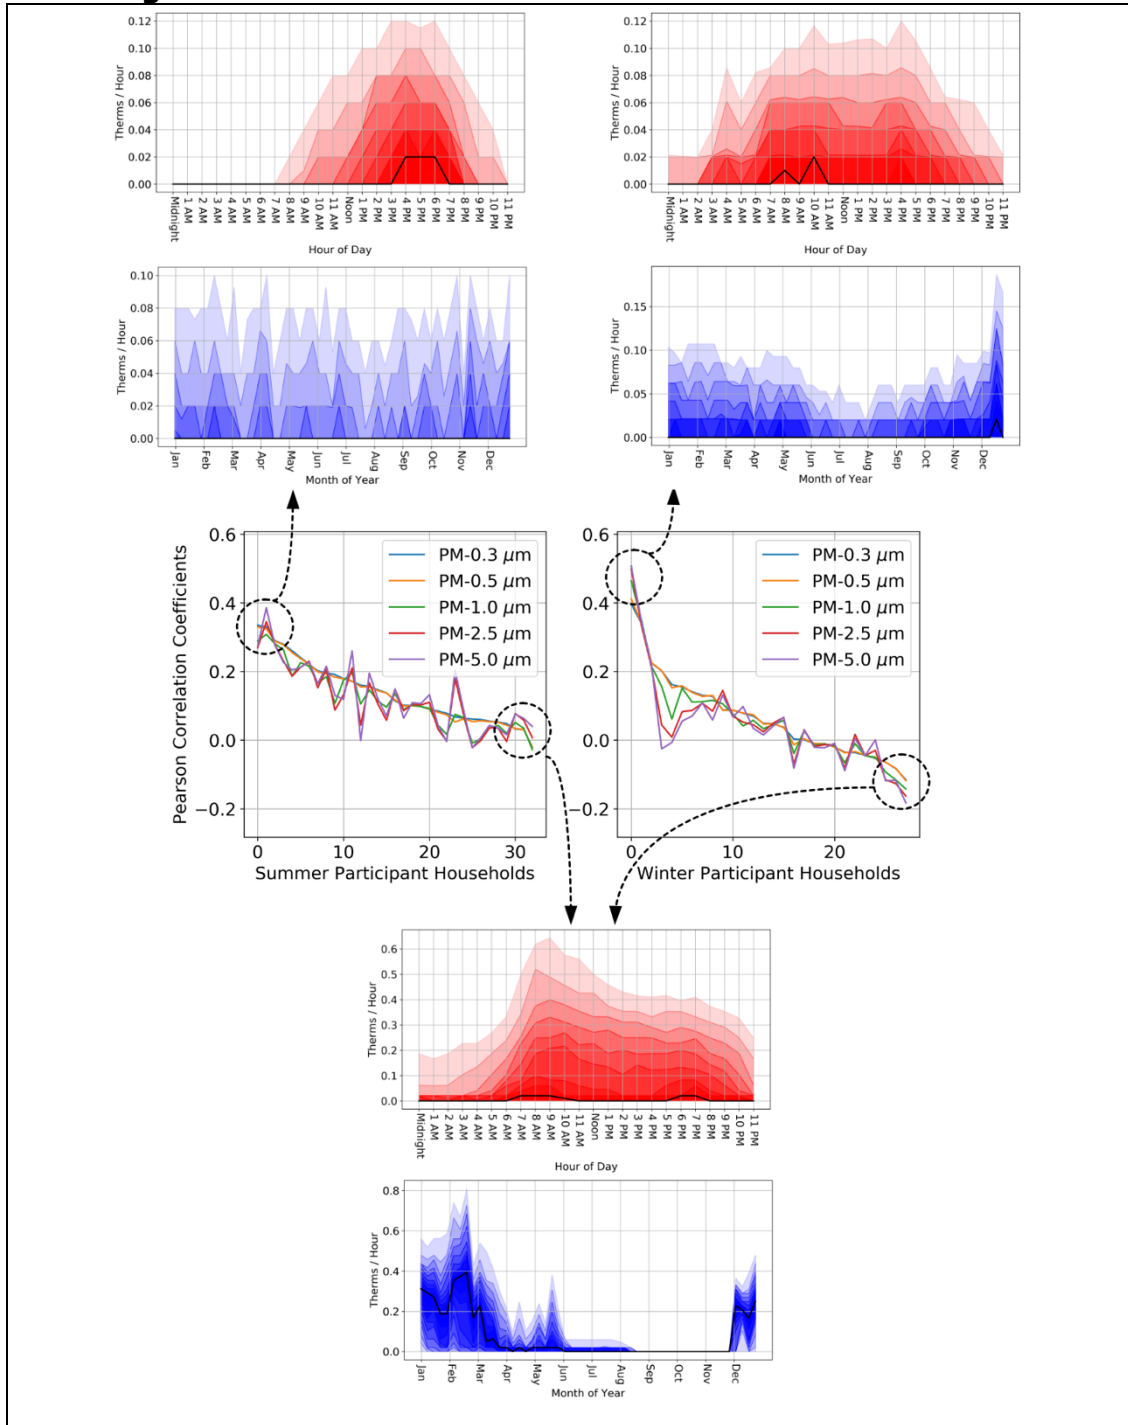 0.12
0.10
0.08
0.06
0.04
0.02
0.00
Therms / Hour
Midnight
1 AM
2 AM
3 AM
4 AM
5 AM
6 AM
7 AM
8 AM
9 AM
10 AM
11 AM
Noon
1 PM
2 PM
3 PM
4 PM
5 PM
6 PM
7 PM
8 PM
9 PM
10 PM
11 PM
Hour of Day
0.12
0.10
0.08
0.06
0.04
0.02
0.00
Therms / Hour
Midnight
1 AM
2 AM
3 AM
4 AM
5 AM
6 AM
7 AM
8 AM
9 AM
10 AM
11 AM
Noon
1 PM
2 PM
3 PM
4 PM
5 PM
6 PM
7 PM
8 PM
9 PM
10 PM
11 PM
Hour of Day
0.10
0.08
0.06
0.04
0.02
0.00
Therms / Hour
Jan
Feb
Mar
Apr
May
Jun
Jul
Aug
Sep
Oct
Nov
Dec
Month of Year
0.15
0.10
0.05
0.00
Therms / Hour
Jan
Feb
Mar
Apr
May
Jun
Jul
Aug
Sep
Oct
Nov
Dec
Month of Year
0.6
0.4
0.2
0.0
−0.2
Pearson Correlation Coefficients
PM-0.3 μm
PM-0.5 μm
PM-1.0 μm
PM-2.5 μm
PM-5.0 μm
0 10 20 30
Summer Participant Households
0.6
0.4
0.2
0.0
−0.2
PM-0.3 μm
PM-0.5 μm
PM-1.0 μm
PM-2.5 μm
PM-5.0 μm
0 10 20
Winter Participant Households
0.6
0.5
0.4
0.3
0.2
0.1
0.0
Therms / Hour
Midnight
1 AM
2 AM
3 AM
4 AM
5 AM
6 AM
7 AM
8 AM
9 AM
10 AM
11 AM
Noon
1 PM
2 PM
3 PM
4 PM
5 PM
6 PM
7 PM
8 PM
9 PM
10 PM
11 PM
Hour of Day
0.8
0.6
0.4
0.2
0.0
Therms / Hour
Jan
Feb
Mar
Apr
May
Jun
Jul
Aug
Sep
Oct
Nov
Dec
Month of Year